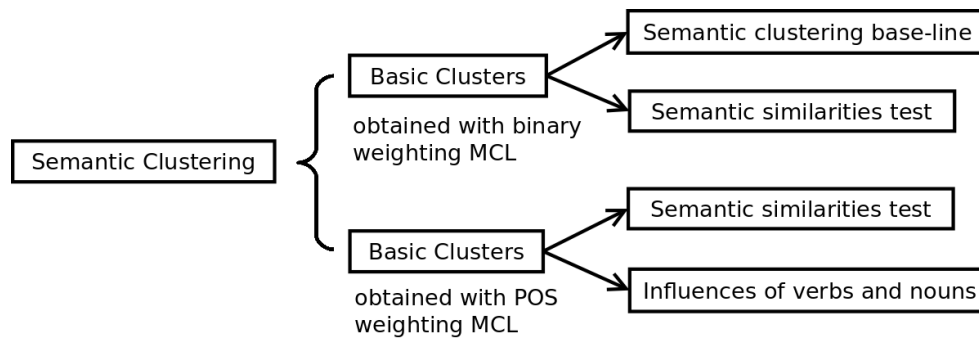 Semantic Clustering
Basic Clusters
obtained with binary
weighting MCL
Semantic clustering base-line
Semantic similarities test
Basic Clusters
obtained with POS
weighting MCL
Semantic similarities test
Influences of verbs and nouns